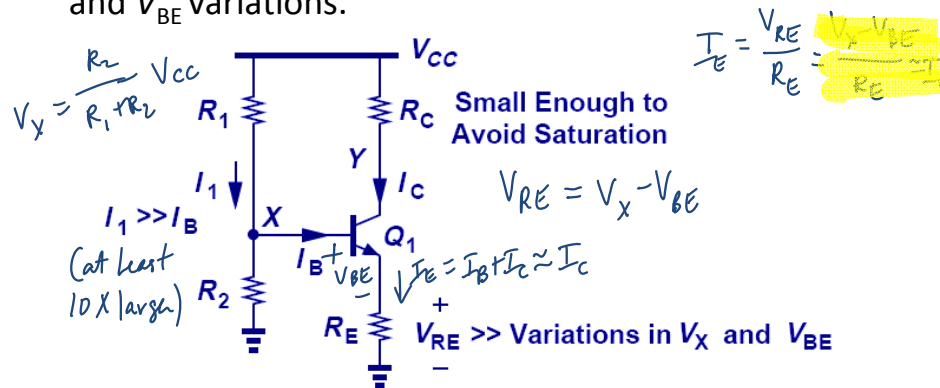 and V_BE variations.
V_CC
I_E = V_RE / R_E = V_X - V_BE / R_E ≈ I
V_X = R_2 / R_1 + R_2 V_CC
R_1
R_C
Small Enough to
Avoid Saturation
Y
I_1
I_C
V_RE = V_X - V_BE
I_1 >> I_B
X
Q_1
(at least
10X larger)
I_B
+
V_BE
-
I_E = I_B + I_C ≈ I_C
R_2
+
R_E
V_RE >> Variations in V_X and V_BE
-